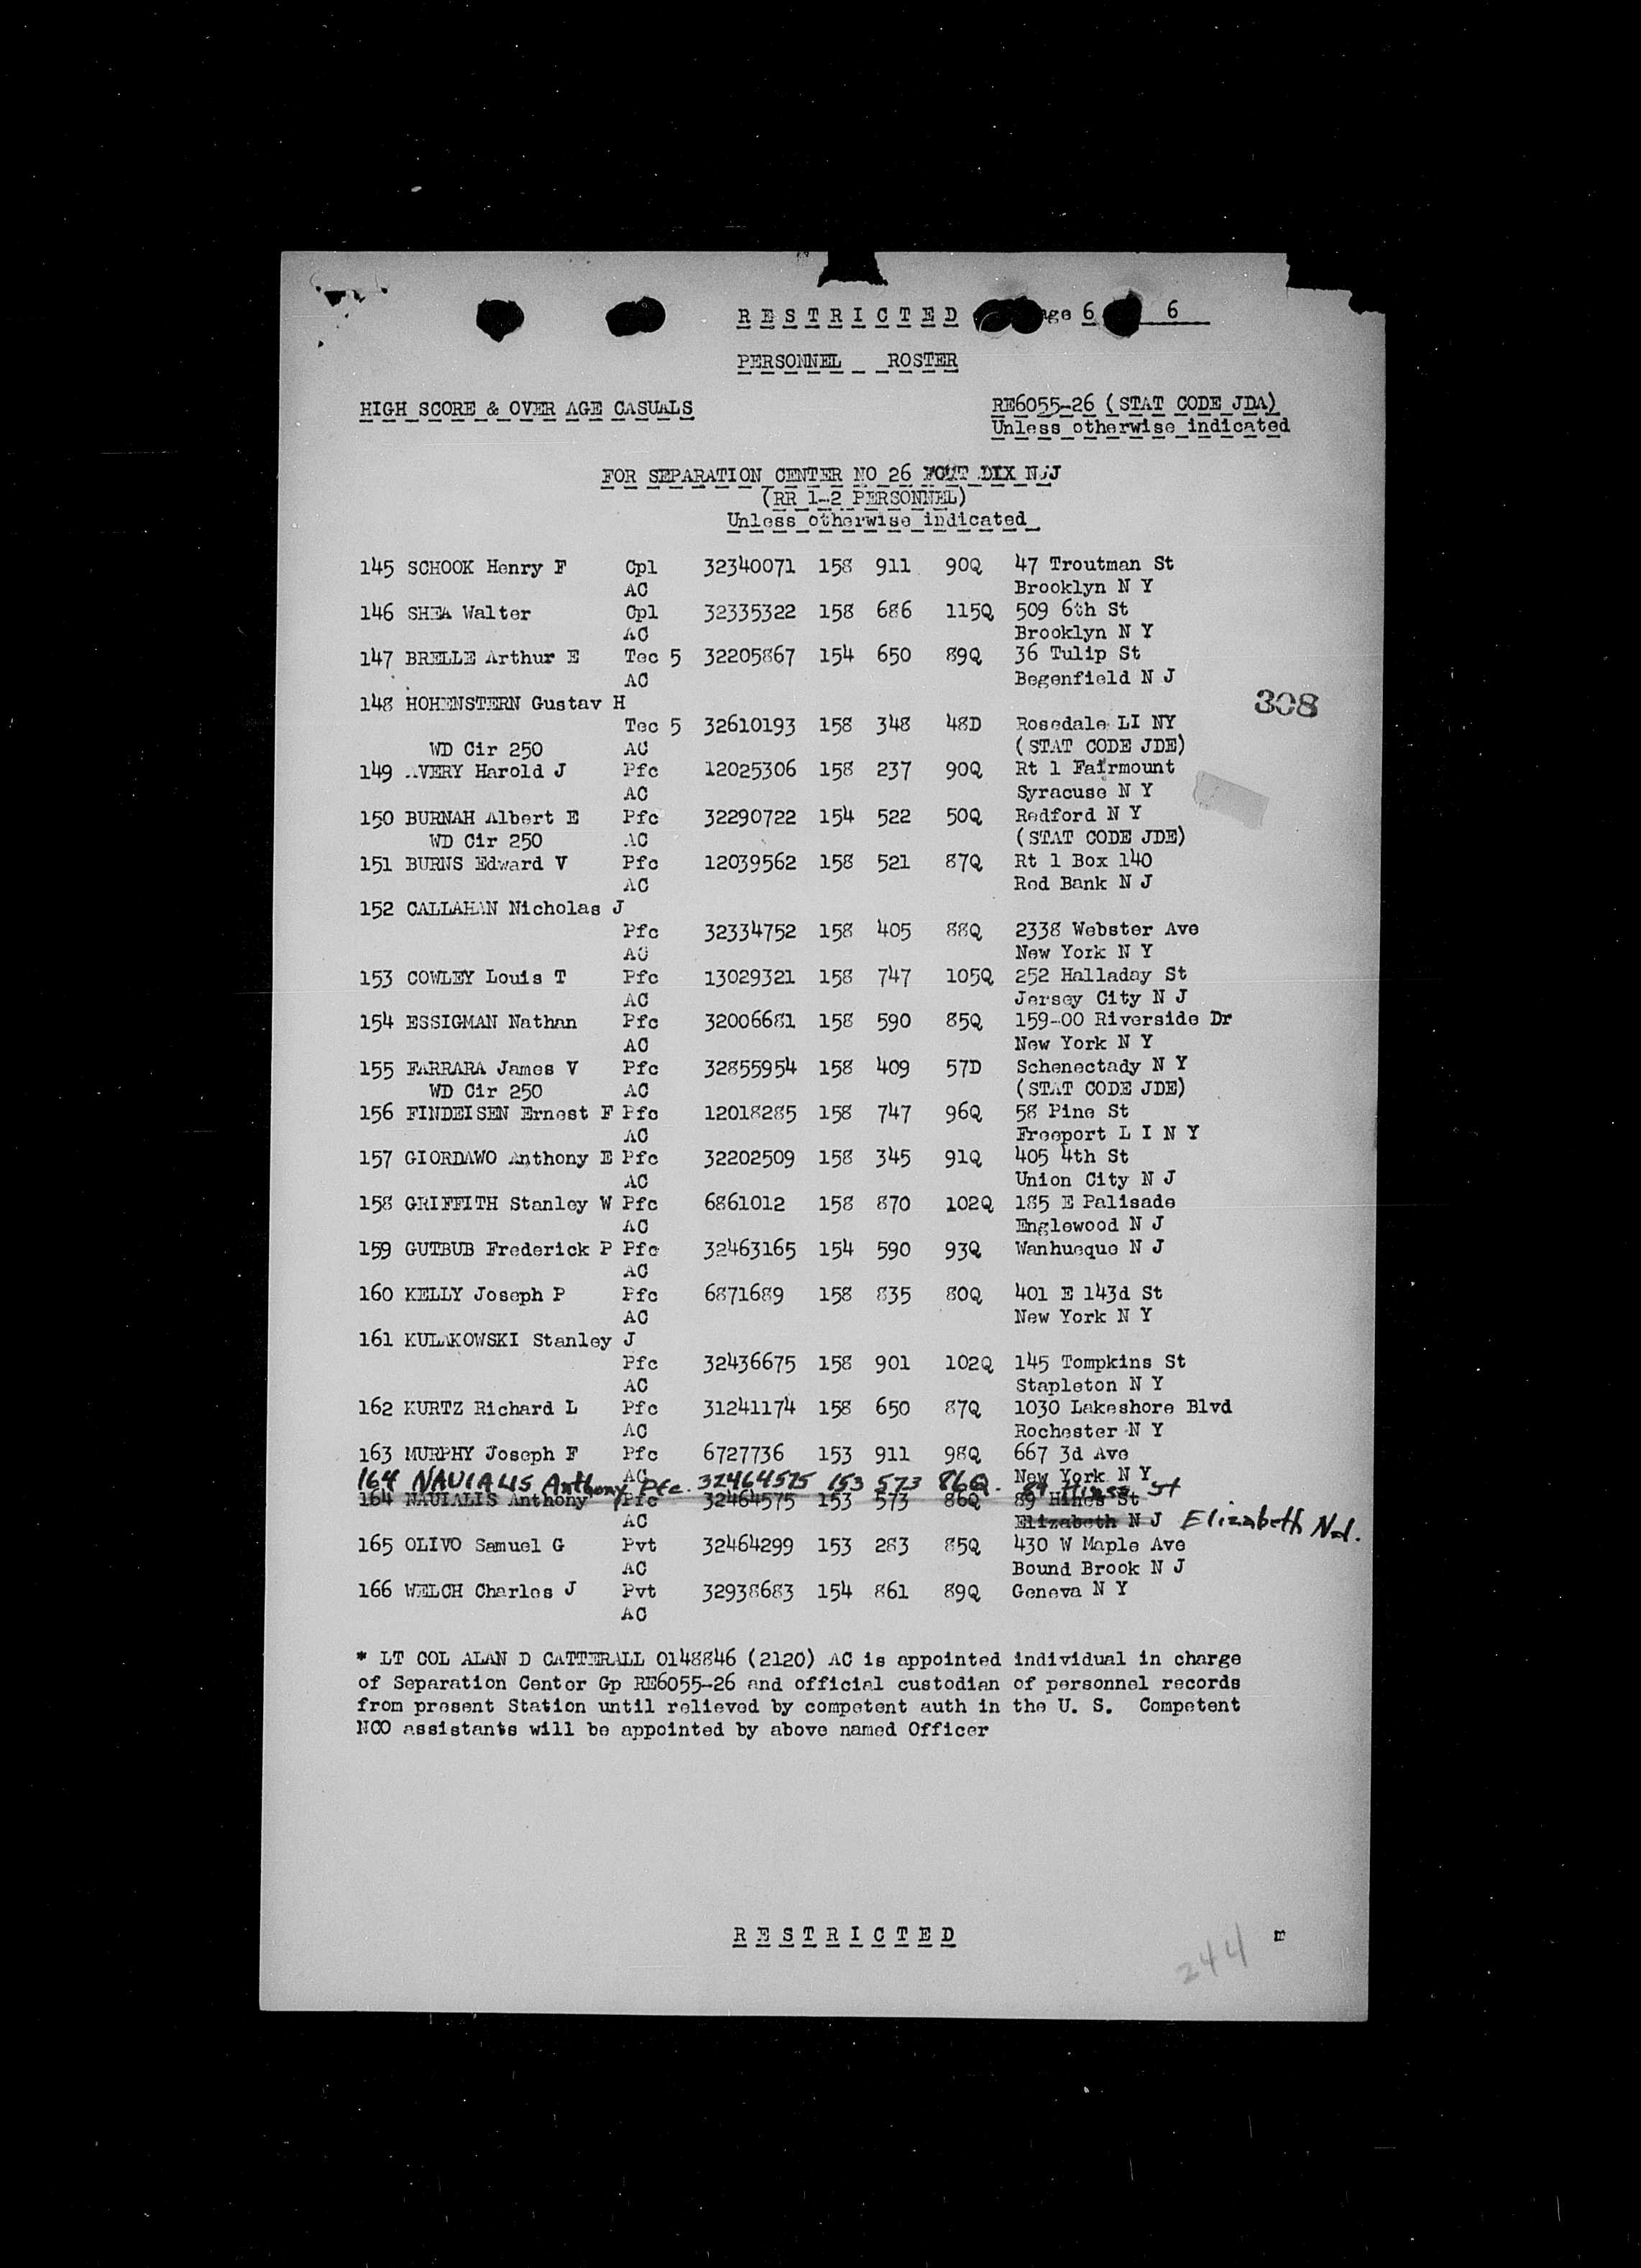 RESTRICTED Page 6 6
PERSONNEL ROSTER
HIGH SCORE & OVER AGE CASUALS RE6055-26 (STAT CODE JDA)
Unless otherwise indicated
FOR SEPARATION CENTER NO 26 FORT DIX N J
(RR 1-2 PERSONNEL)
Unless otherwise indicated
145 SCHOOK Henry F Cpl 32340071 158 911 90Q 47 Troutman St
AC Brooklyn N Y
146 SHEA Walter Cpl 32335322 158 686 115Q 509 6th St
AC Brooklyn N Y
147 BRELLE Arthur E Tec 5 32205867 154 650 89Q 36 Tulip St
AC Begenfield N J
148 HOHENSTERN Gustav H
308
Tec 5 32610193 158 348 48D Rosedale LI NY
WD Cir 250 AC (STAT CODE JDE)
149 AVERY Harold J Pfc 12025306 158 237 90Q Rt 1 Fairmount
AC Syracuse N Y
150 BURNAH Albert E Pfc 32290722 154 522 50Q Redford N Y
WD Cir 250 AC (STAT CODE JDE)
151 BURNS Edward V Pfc 12039562 158 521 87Q Rt 1 Box 140
AC Red Bank N J
152 CALLAHAN Nicholas J
Pfc 32334752 158 405 88Q 2338 Webster Ave
AC New York N Y
153 COWLEY Louis T Pfc 13029321 158 747 105Q 252 Halladay St
AC Jersey City N J
154 ESSIGMAN Nathan Pfc 32006681 158 590 85Q 159-00 Riverside Dr
AC New York N Y
155 FARRARA James V Pfc 32855954 158 409 57D Schenectady N Y
WD Cir 250 AC (STAT CODE JDE)
156 FINDEISEN Ernest F Pfc 12018285 158 747 96Q 58 Pine St
AC Freeport L I N Y
157 GIORDAWO Anthony E Pfc 32202509 158 345 91Q 405 4th St
AC Union City N J
158 GRIFFITH Stanley W Pfc 6861012 158 870 102Q 185 E Palisade
AC Englewood N J
159 GUTBUB Frederick P Pfc 32463165 154 590 93Q Wanhueque N J
AC
160 KELLY Joseph P Pfc 6871689 158 835 80Q 401 E 143d St
AC New York N Y
161 KULAKOWSKI Stanley J
Pfc 32436675 158 901 102Q 145 Tompkins St
AC Stapleton N Y
162 KURTZ Richard L Pfc 31241174 158 650 87Q 1030 Lakeshore Blvd
AC Rochester N Y
163 MURPHY Joseph F Pfc 6727736 153 911 98Q 667 3d Ave
AC New York N Y
164 NAUIALIS Anthony Pfc. 32464575 153 573 86Q. 89 Hines St
164 NAUIALIS Anthony Pfc 32464575 153 573 86Q 89 Hines St
AC Elizabeth N J Elizabeth N.J.
165 OLIVO Samuel G Pvt 32464299 153 283 85Q 430 W Maple Ave
AC Bound Brook N J
166 WELCH Charles J Pvt 32938683 154 861 89Q Geneva N Y
AC
* LT COL ALAN D CATTERALL O148846 (2120) AC is appointed individual in charge
of Separation Center Gp RE6055-26 and official custodian of personnel records
from present Station until relieved by competent auth in the U. S. Competent
NCO assistants will be appointed by above named Officer
RESTRICTED
244